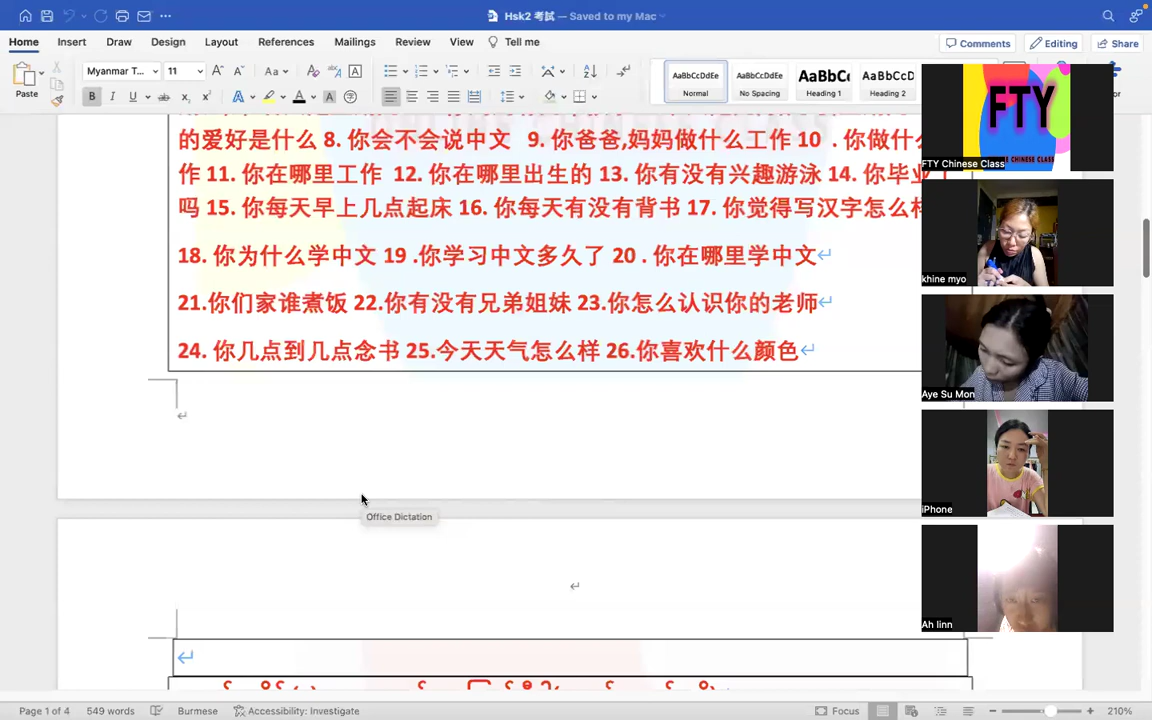 Hsk2 考試 — Saved to my Mac
Home Insert Draw Design Layout References Mailings Review View Tell me
Comments Editing Share
Paste
Myanmar T... 11
Normal No Spacing Heading 1 Heading 2
AaBbCcDdEe AaBbCcDdEe AaBbCc AaBbCcD
FTY
CHINESE CLASS
FTY Chinese Class
的爱好是什么 8. 你会不会说中文 9. 你爸爸,妈妈做什么工作 10 . 你做什么
作 11. 你在哪里工作 12. 你在哪里出生的 13. 你有没有兴趣游泳 14. 你毕业了
吗 15. 你每天早上几点起床 16. 你每天有没有背书 17. 你觉得写汉字怎么样
18. 你为什么学中文 19 .你学习中文多久了 20 . 你在哪里学中文
21.你们家谁煮饭 22.你有没有兄弟姐妹 23.你怎么认识你的老师
24. 你几点到几点念书 25.今天天气怎么样 26.你喜欢什么颜色
khine myo
Aye Su Mon
iPhone
Ah linn
Office Dictation
Page 1 of 4 549 words Burmese Accessibility: Investigate Focus 210%